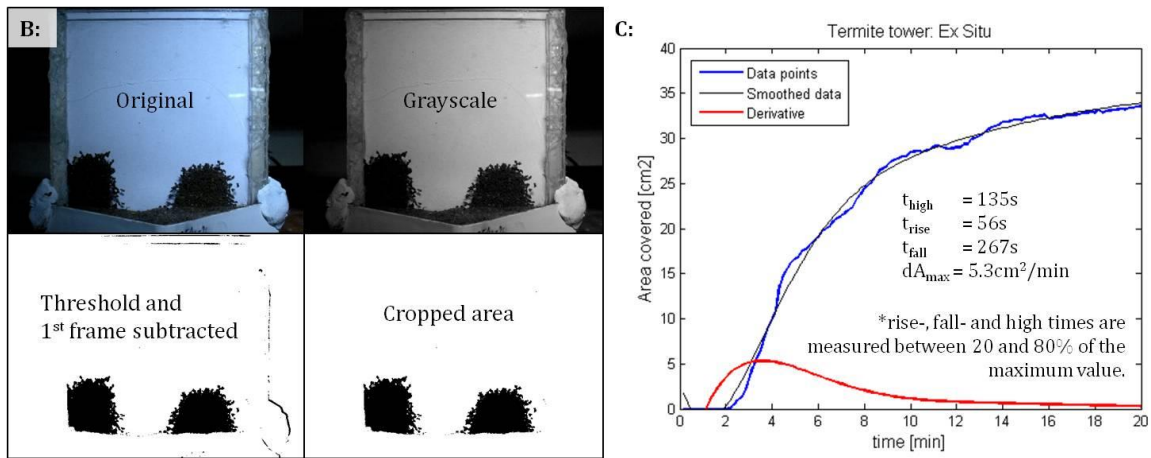 B:
Original
Grayscale
Threshold and
1st frame subtracted
Cropped area
C:
Termite tower: Ex Situ
Data points
Smoothed data
Derivative
Area covered [cm2]
40
35
30
25
20
15
10
5
0
thigh = 135s
trise = 56s
tfall = 267s
dAmax = 5.3cm²/min
*rise-, fall- and high times are
measured between 20 and 80% of the
maximum value.
0 2 4 6 8 10 12 14 16 18 20
time [min]